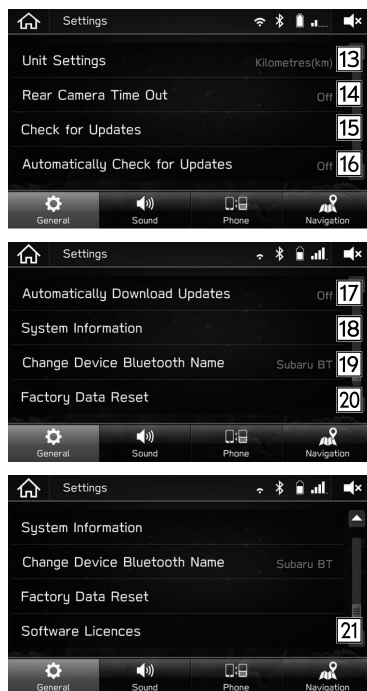 Settings
Unit Settings Kilometres(km) 13
Rear Camera Time Out Off 14
Check for Updates 15
Automatically Check for Updates Off 16
General Sound Phone Navigation
Settings
Automatically Download Updates Off 17
System Information 18
Change Device Bluetooth Name Subaru BT 19
Factory Data Reset 20
General Sound Phone Navigation
Settings
System Information
Change Device Bluetooth Name Subaru BT
Factory Data Reset
Software Licences 21
General Sound Phone Navigation